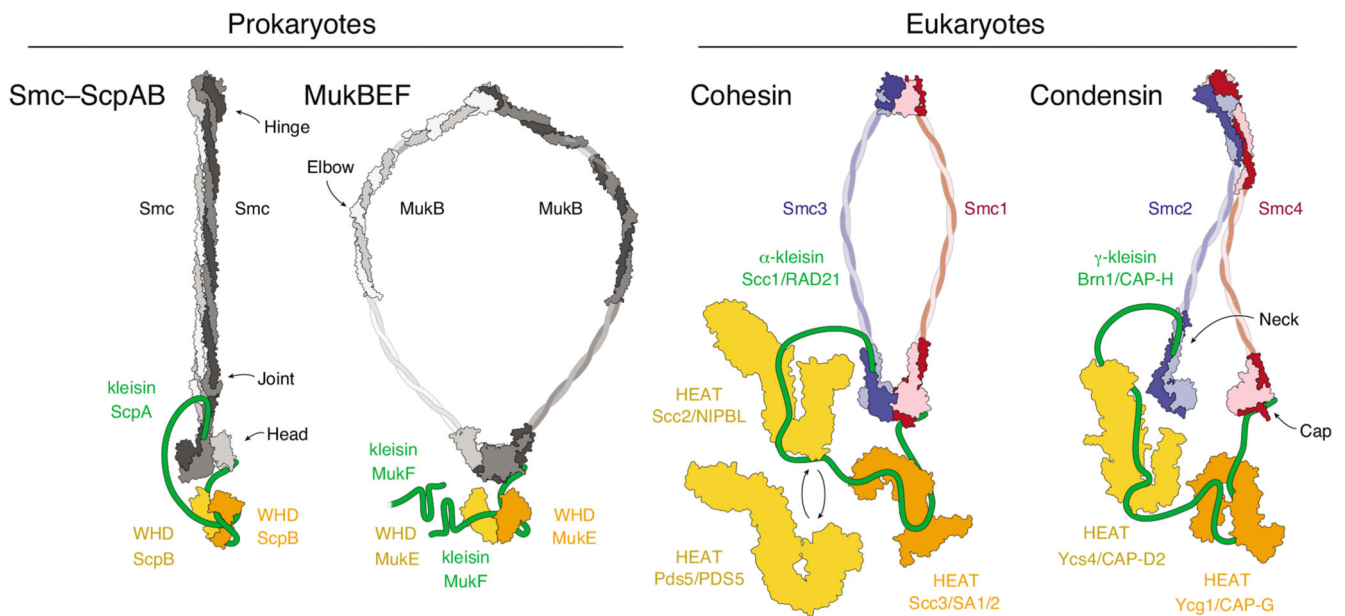 Prokaryotes
Eukaryotes
Smc–ScpAB
MukBEF
Cohesin
Condensin
Hinge
Elbow
Smc
Smc
MukB
MukB
Joint
kleisin
ScpA
Head
WHD
ScpB
WHD
ScpB
kleisin
MukF
WHD
MukE
kleisin
MukF
WHD
MukE
Smc3
Smc1
α-kleisin
Scc1/RAD21
HEAT
Scc2/NIPBL
HEAT
Pds5/PDS5
HEAT
Scc3/SA1/2
Smc2
Smc4
γ-kleisin
Brn1/CAP-H
Neck
Cap
HEAT
Ycs4/CAP-D2
HEAT
Ycg1/CAP-G